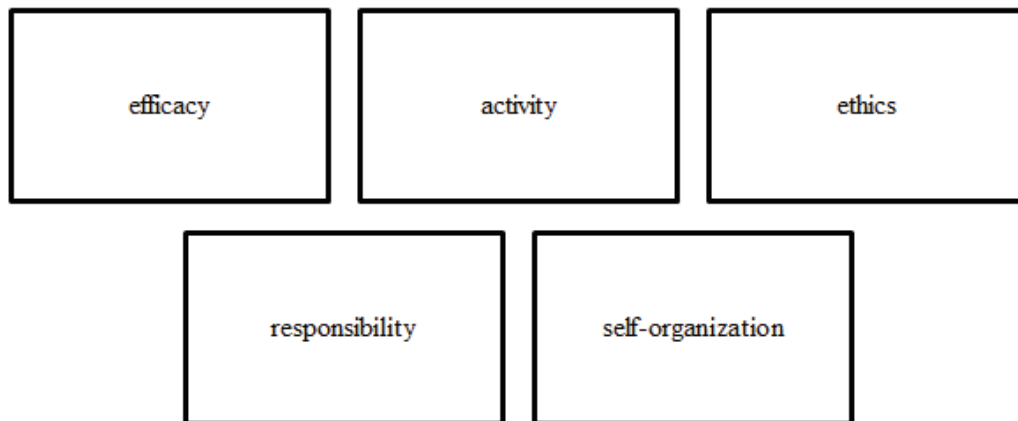 efficacy
activity
ethics
responsibility
self-organization